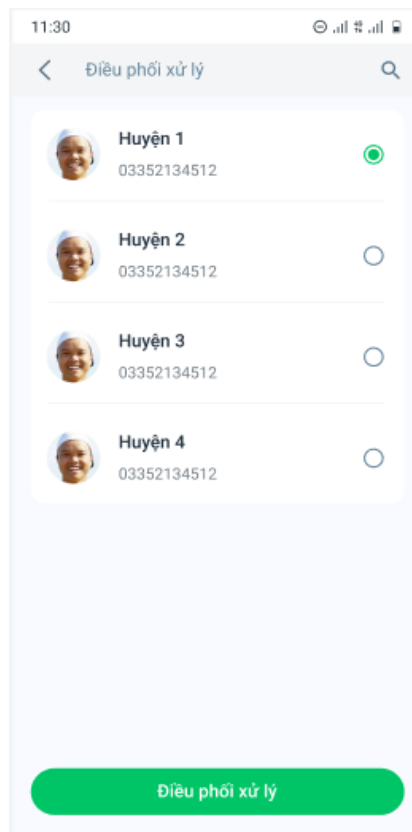 11:30
Điều phối xử lý
Huyện 1
03352134512
Huyện 2
03352134512
Huyện 3
03352134512
Huyện 4
03352134512
Điều phối xử lý